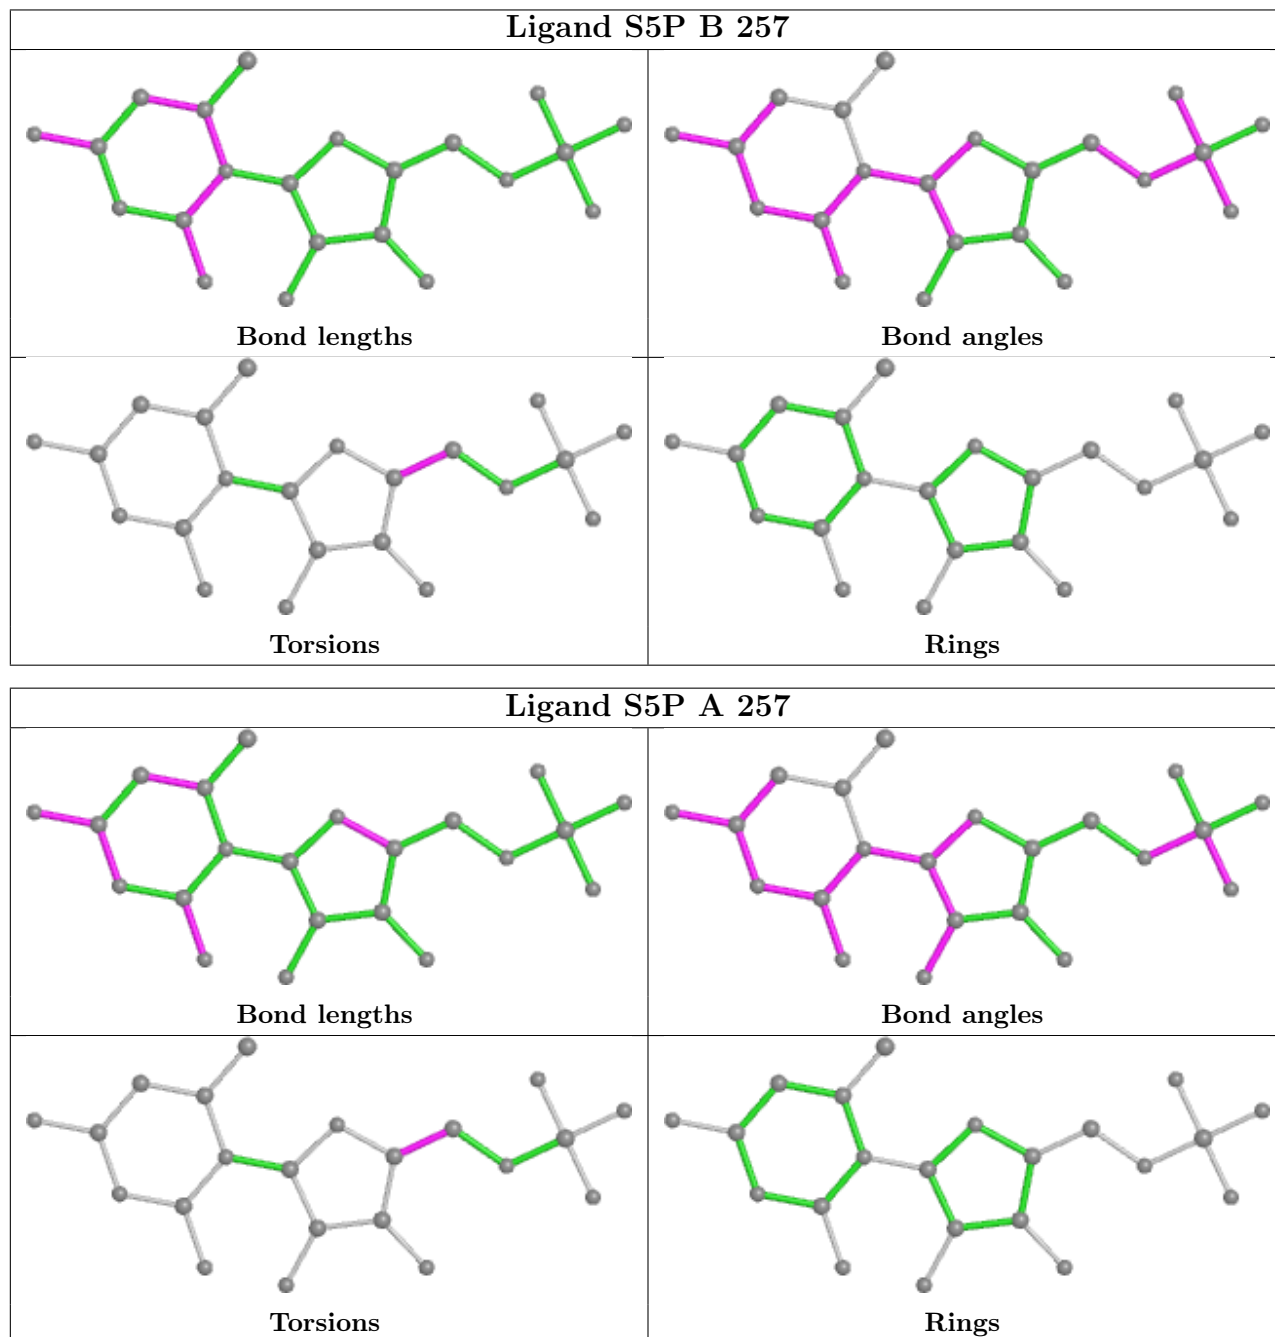 Ligand S5P B 257
Bond lengths
Bond angles
Torsions
Rings
Ligand S5P A 257
Bond lengths
Bond angles
Torsions
Rings